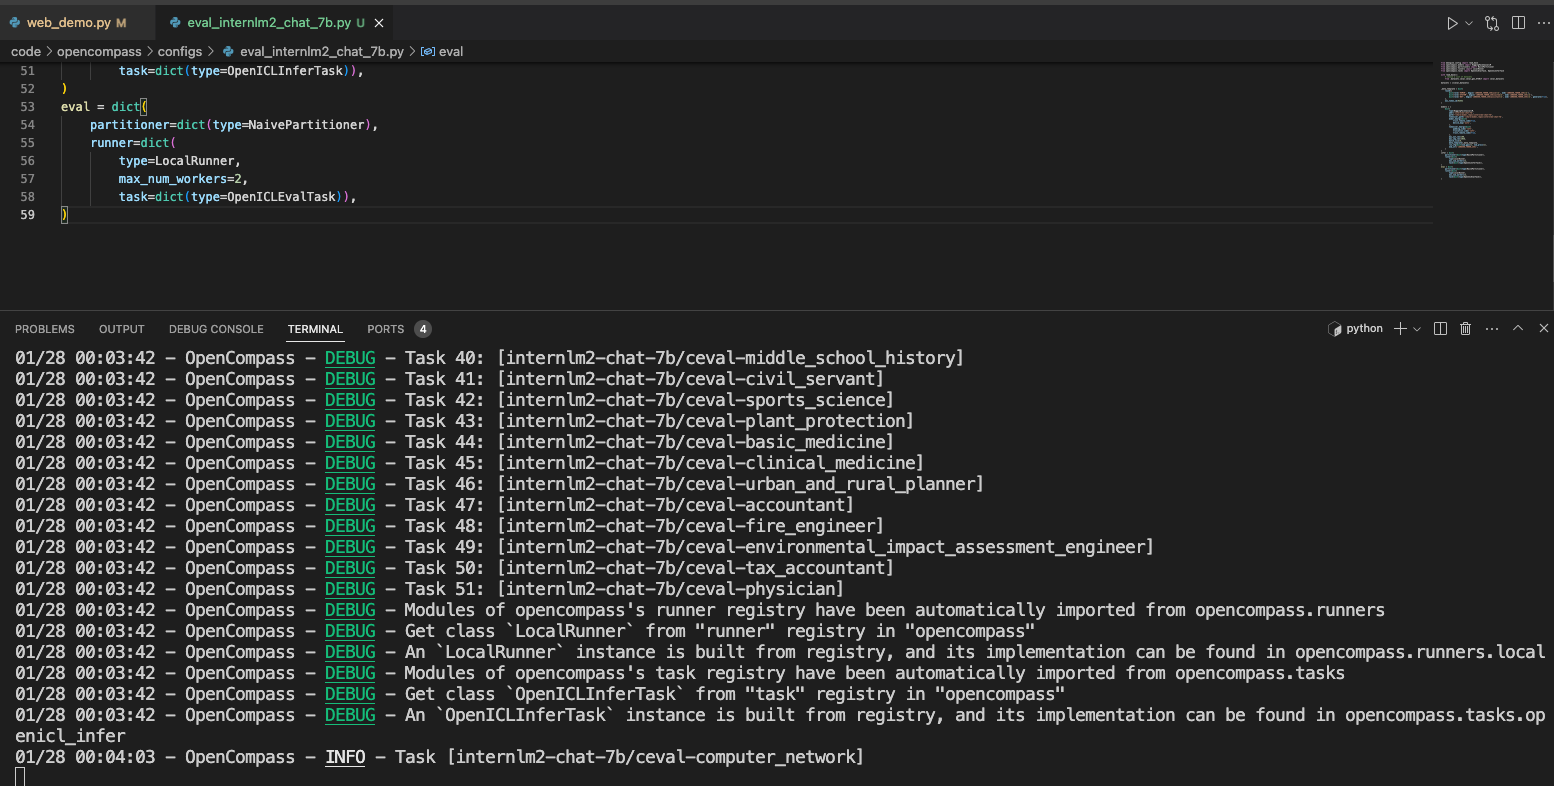 web_demo.py M
eval_internlm2_chat_7b.py U
code > opencompass > configs > eval_internlm2_chat_7b.py > eval
51 task=dict(type=OpenICLInferTask)),
52 )
53 eval = dict(
54 partitioner=dict(type=NaivePartitioner),
55 runner=dict(
56 type=LocalRunner,
57 max_num_workers=2,
58 task=dict(type=OpenICLEvalTask)),
59 )
PROBLEMS OUTPUT DEBUG CONSOLE TERMINAL PORTS 4
python
01/28 00:03:42 - OpenCompass - DEBUG - Task 40: [internlm2-chat-7b/ceval-middle_school_history]
01/28 00:03:42 - OpenCompass - DEBUG - Task 41: [internlm2-chat-7b/ceval-civil_servant]
01/28 00:03:42 - OpenCompass - DEBUG - Task 42: [internlm2-chat-7b/ceval-sports_science]
01/28 00:03:42 - OpenCompass - DEBUG - Task 43: [internlm2-chat-7b/ceval-plant_protection]
01/28 00:03:42 - OpenCompass - DEBUG - Task 44: [internlm2-chat-7b/ceval-basic_medicine]
01/28 00:03:42 - OpenCompass - DEBUG - Task 45: [internlm2-chat-7b/ceval-clinical_medicine]
01/28 00:03:42 - OpenCompass - DEBUG - Task 46: [internlm2-chat-7b/ceval-urban_and_rural_planner]
01/28 00:03:42 - OpenCompass - DEBUG - Task 47: [internlm2-chat-7b/ceval-accountant]
01/28 00:03:42 - OpenCompass - DEBUG - Task 48: [internlm2-chat-7b/ceval-fire_engineer]
01/28 00:03:42 - OpenCompass - DEBUG - Task 49: [internlm2-chat-7b/ceval-environmental_impact_assessment_engineer]
01/28 00:03:42 - OpenCompass - DEBUG - Task 50: [internlm2-chat-7b/ceval-tax_accountant]
01/28 00:03:42 - OpenCompass - DEBUG - Task 51: [internlm2-chat-7b/ceval-physician]
01/28 00:03:42 - OpenCompass - DEBUG - Modules of opencompass's runner registry have been automatically imported from opencompass.runners
01/28 00:03:42 - OpenCompass - DEBUG - Get class `LocalRunner` from "runner" registry in "opencompass"
01/28 00:03:42 - OpenCompass - DEBUG - An `LocalRunner` instance is built from registry, and its implementation can be found in opencompass.runners.local
01/28 00:03:42 - OpenCompass - DEBUG - Modules of opencompass's task registry have been automatically imported from opencompass.tasks
01/28 00:03:42 - OpenCompass - DEBUG - Get class `OpenICLInferTask` from "task" registry in "opencompass"
01/28 00:03:42 - OpenCompass - DEBUG - An `OpenICLInferTask` instance is built from registry, and its implementation can be found in opencompass.tasks.op
enicl_infer
01/28 00:04:03 - OpenCompass - INFO - Task [internlm2-chat-7b/ceval-computer_network]